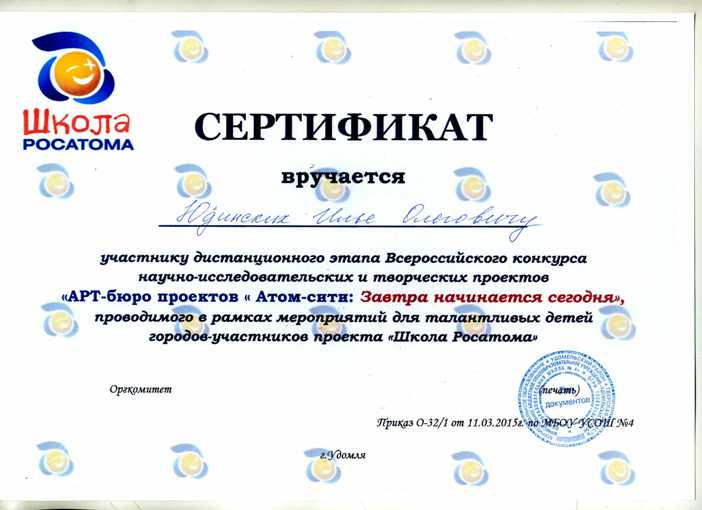 Школа
РОСАТОМА
СЕРТИФИКАТ
вручается
Юдинских Илье Олеговичу
участнику дистанционного этапа Всероссийского конкурса
научно-исследовательских и творческих проектов
«АРТ-бюро проектов « Атом-сити: Завтра начинается сегодня»,
проводимого в рамках мероприятий для талантливых детей
городов-участников проекта «Школа Росатома»
Оргкомитет
(печать)
документов
Приказ О-32/1 от 11.03.2015г. по МБОУ УСОШ №4
г.Удомля